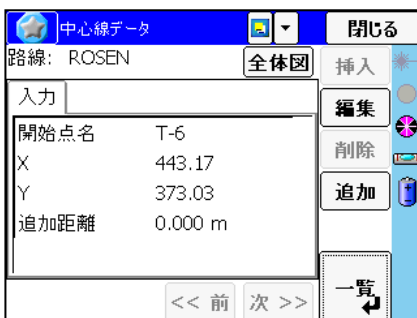 中心線データ
閉じる
路線: ROSEN
全体図
挿入
入力
編集
開始点名 T-6
削除
X 443.17
Y 373.03
追加
追加距離 0.000 m
一覧
<< 前
次 >>